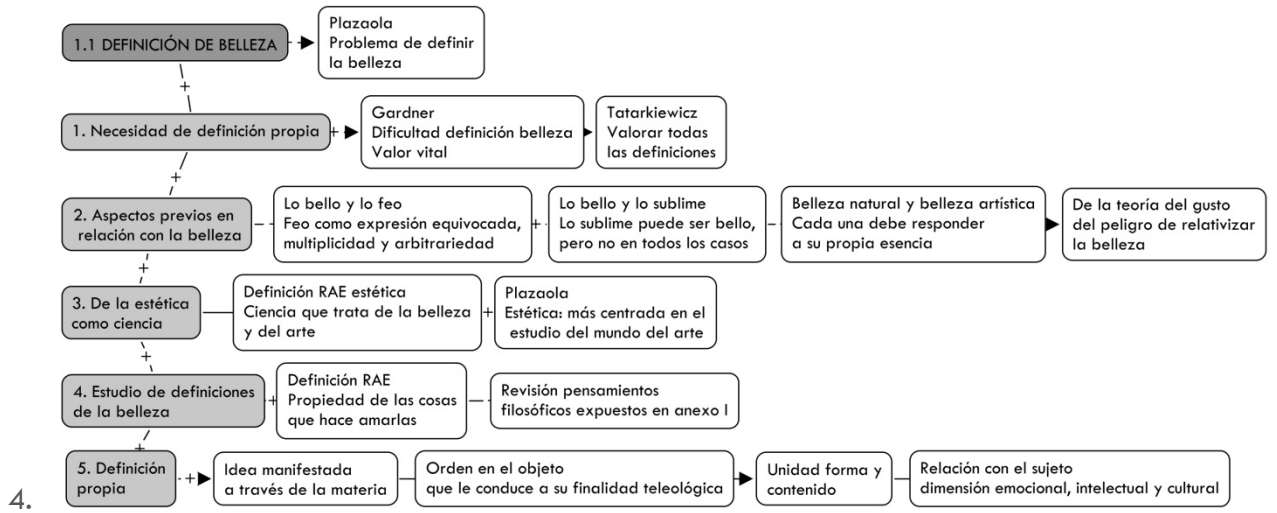 1.1 DEFINICIÓN DE BELLEZA
Plazaola
Problema de definir
la belleza
1. Necesidad de definición propia
Gardner
Dificultad definición belleza
Valor vital
Tatarkiewicz
Valorar todas
las definiciones
2. Aspectos previos en
relación con la belleza
Lo bello y lo feo
Feo como expresión equivocada,
multiplicidad y arbitrariedad
Lo bello y lo sublime
Lo sublime puede ser bello,
pero no en todos los casos
Belleza natural y belleza artística
Cada una debe responder
a su propia esencia
De la teoría del gusto
del peligro de relativizar
la belleza
3. De la estética
como ciencia
Definición RAE estética
Ciencia que trata de la belleza
y del arte
Plazaola
Estética: más centrada en el
estudio del mundo del arte
4. Estudio de definiciones
de la belleza
Definición RAE
Propiedad de las cosas
que hace amarlas
Revisión pensamientos
filosóficos expuestos en anexo I
5. Definición
propia
Idea manifestada
a través de la materia
Orden en el objeto
que le conduce a su finalidad teleológica
Unidad forma y
contenido
Relación con el sujeto
dimensión emocional, intelectual y cultural
4.